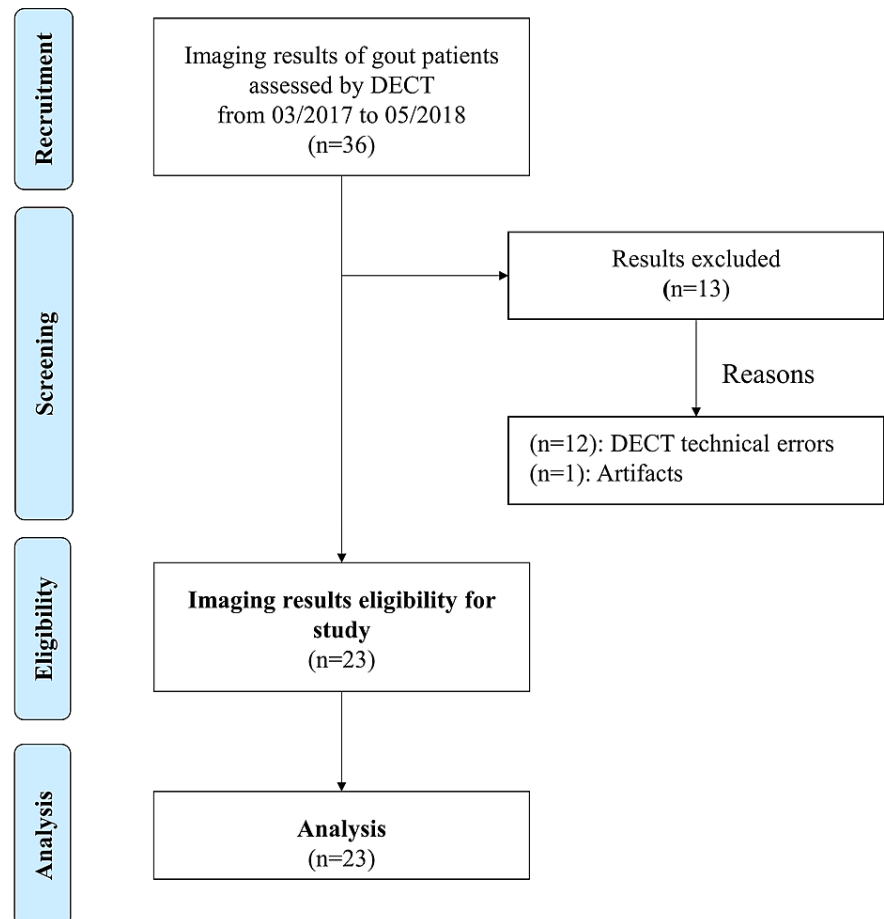 Recruitment
Imaging results of gout patients
assessed by DECT
from 03/2017 to 05/2018
(n=36)
Screening
Results excluded
(n=13)
Reasons
(n=12): DECT technical errors
(n=1): Artifacts
Eligibility
Imaging results eligibility for
study
(n=23)
Analysis
Analysis
(n=23)